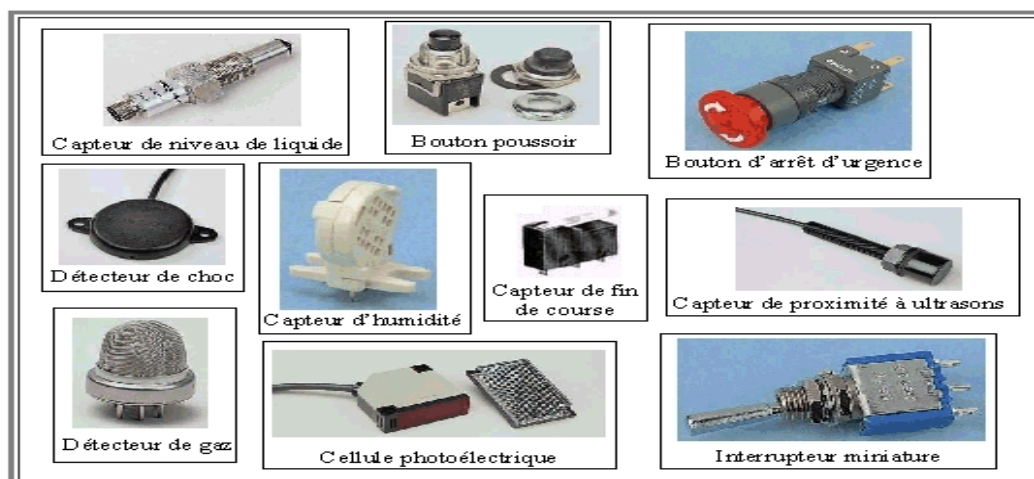 Capteur de niveau de liquide
Bouton poussoir
Bouton d'arrêt d'urgence
Détecteur de choc
Capteur d'humidité
Capteur de fin
de course
Capteur de proximité à ultrasons
Détecteur de gaz
Cellule photoélectrique
Interrupteur miniature